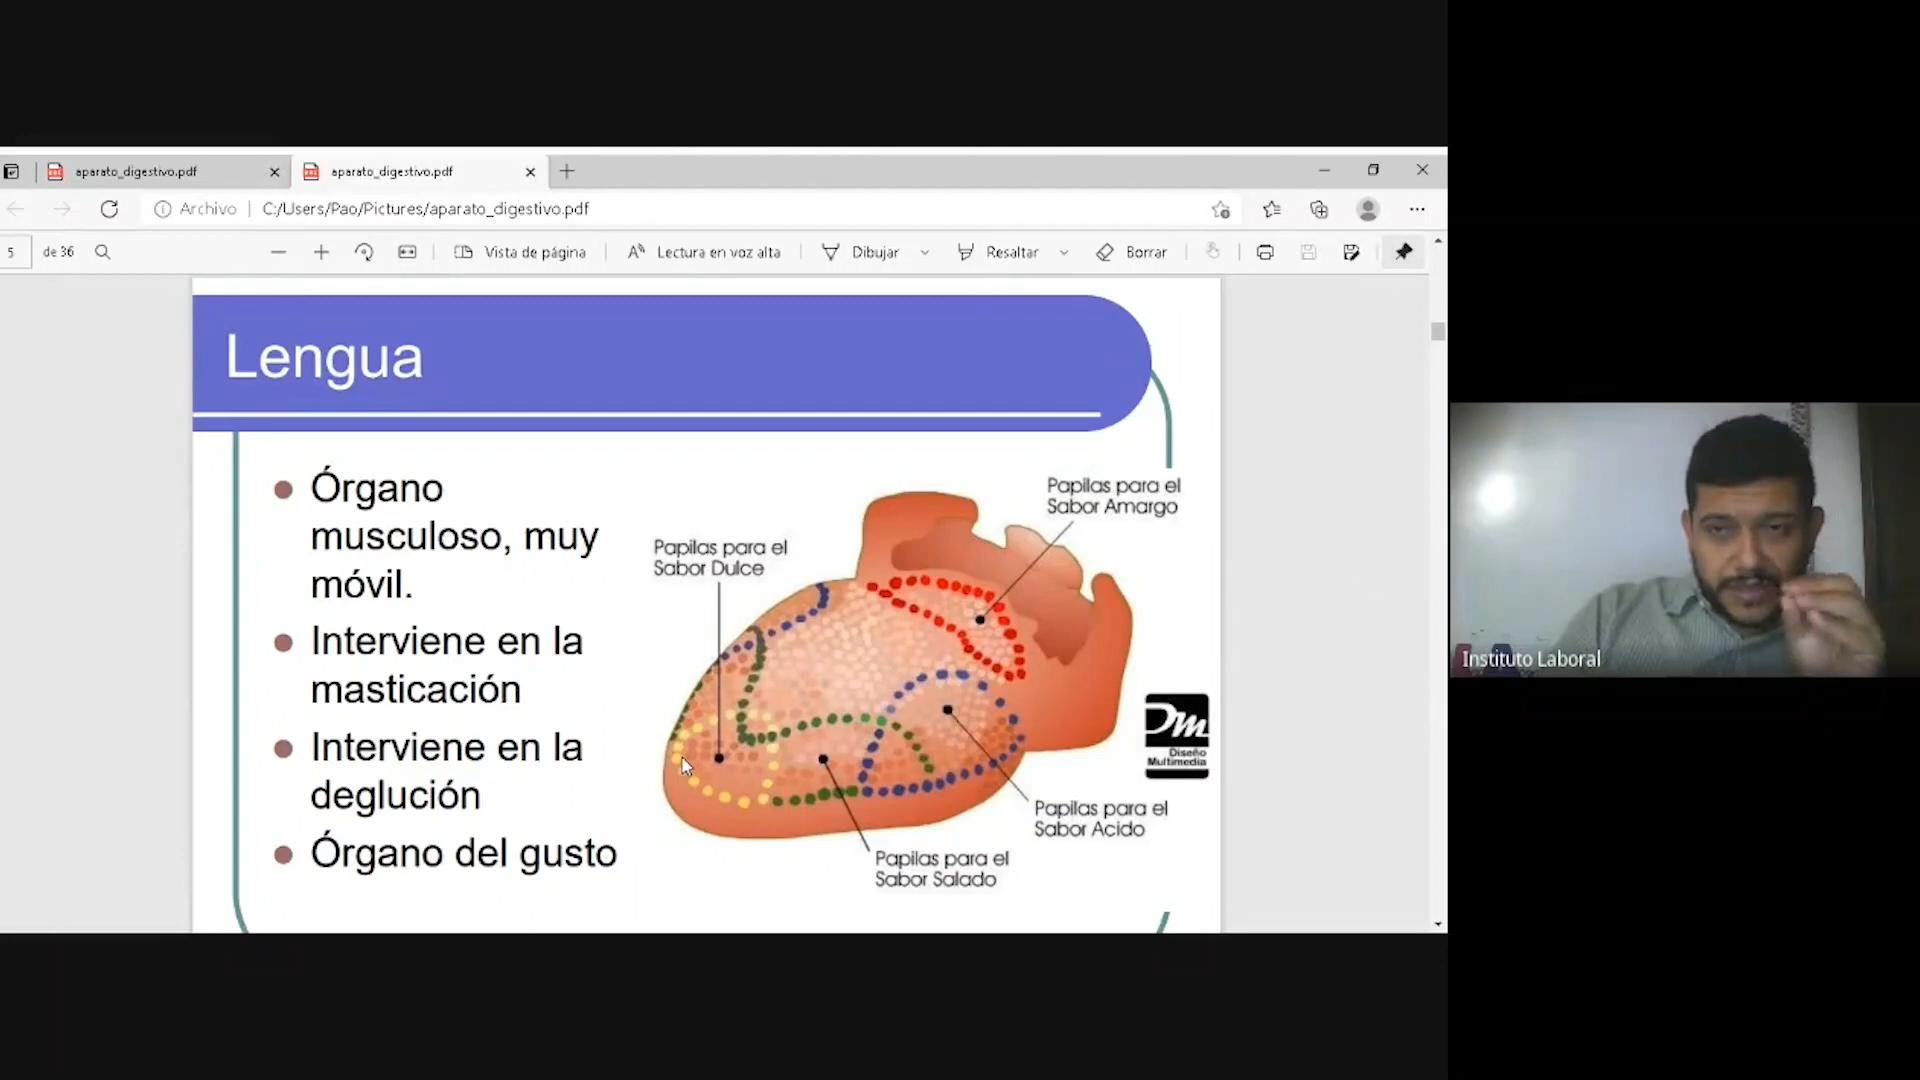 aparato_digestivo.pdf
aparato_digestivo.pdf
Archivo
C:/Users/Pao/Pictures/aparato_digestivo.pdf
5
de 36
Vista de página
Lectura en voz alta
Dibujar
Resaltar
Borrar
Lengua
Órgano
musculoso, muy
móvil.
Interviene en la
masticación
Interviene en la
deglución
Órgano del gusto
Papilas para el
Sabor Dulce
Papilas para el
Sabor Amargo
Papilas para el
Sabor Acido
Papilas para el
Sabor Salado
Dm
Diseño
Multimedia
Instituto Laboral